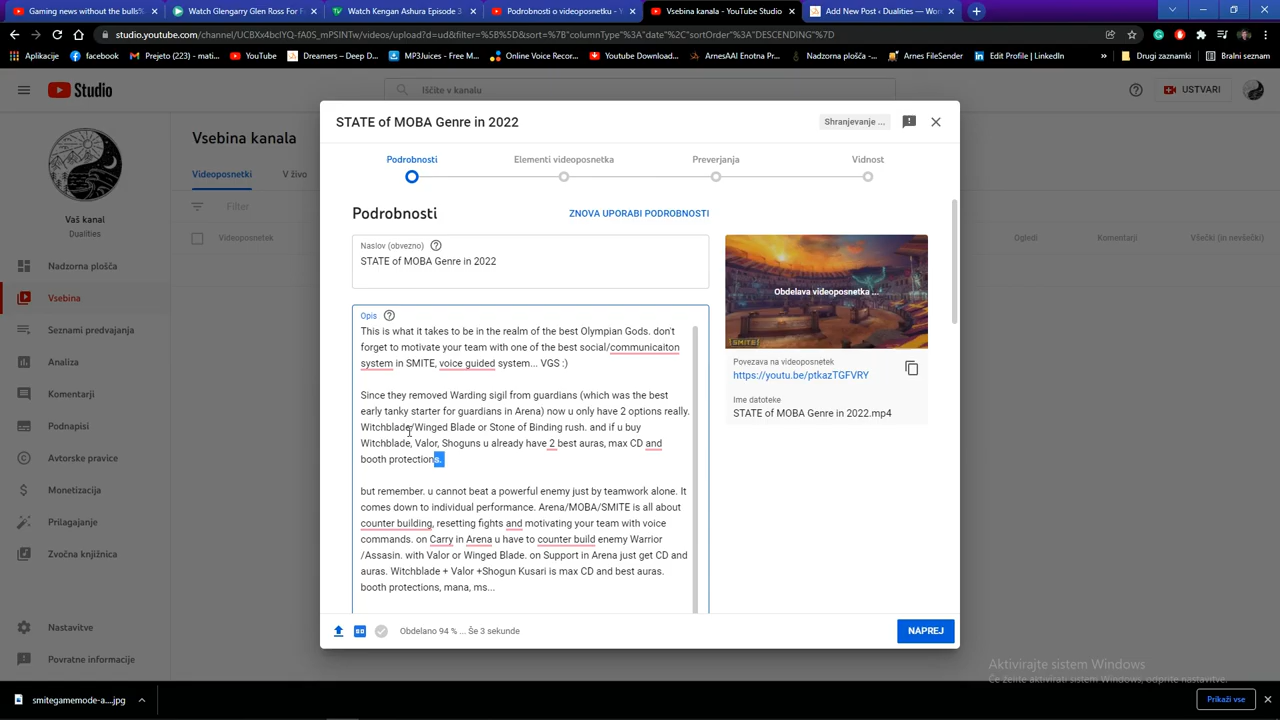 Gaming news without the bulls%
Watch Glengarry Glen Ross For F
Watch Kengan Ashura Episode 3
Podrobnosti o videoposnetku - Y
Vsebina kanala - YouTube Studio
Add New Post ‹ Dualities — Wo
studio.youtube.com/channel/UCBXx4bclYQ-fA0S_mPSINTw/videos/upload?d=ud&filter=%5B%5D&sort=%7B"columnType"%3A"date"%2C"sortOrder"%3A"DESCENDING"%7D
Aplikacije
facebook
Prejeto (223) - mati...
YouTube
Dreamers – Deep D...
MP3Juices - Free M...
Online Voice Recor...
Youtube Download...
ArnesAAI Enotna Pr...
Nadzorna plošča -...
Arnes FileSender
Edit Profile | LinkedIn
»
Drugi zaznamki
Bralni seznam
Studio
Iščite v kanalu
USTVARI
Vaš kanal
Dualities
Nadzorna plošča
Vsebina
Seznami predvajanja
Analiza
Komentarji
Podnapisi
Avtorske pravice
Monetizacija
Prilagajanje
Zvočna knjižnica
Nastavitve
Povratne informacije
Vsebina kanala
Videoposnetki
V živo
Filter
Videoposnetek
Ogledi
Komentarji
Všečki (in nevšečki)
STATE of MOBA Genre in 2022
Shranjevanje ...
Podrobnosti
Elementi videoposnetka
Preverjanja
Vidnost
Podrobnosti
ZNOVA UPORABI PODROBNOSTI
Naslov (obvezno)
STATE of MOBA Genre in 2022
Opis
This is what it takes to be in the realm of the best Olympian Gods. don't
forget to motivate your team with one of the best social/communicaiton
system in SMITE, voice guided system... VGS :)
Since they removed Warding sigil from guardians (which was the best
early tanky starter for guardians in Arena) now u only have 2 options really.
Witchblade/Winged Blade or Stone of Binding rush. and if u buy
Witchblade, Valor, Shoguns u already have 2 best auras, max CD and
booth protections.
but remember. u cannot beat a powerful enemy just by teamwork alone. It
comes down to individual performance. Arena/MOBA/SMITE is all about
counter building, resetting fights and motivating your team with voice
commands. on Carry in Arena u have to counter build enemy Warrior
/Assasin. with Valor or Winged Blade. on Support in Arena just get CD and
auras. Witchblade + Valor +Shogun Kusari is max CD and best auras.
booth protections, mana, ms...
Obdelava videoposnetka ...
[SMITE]
Povezava na videoposnetek
https://youtu.be/ptkazTGFVRY
Ime datoteke
STATE of MOBA Genre in 2022.mp4
Obdelano 94 % ... Še 3 sekunde
NAPREJ
Aktivirajte sistem Windows
Če želite aktivirati sistem Windows, odprite nastavitve.
smitegamemode-a....jpg
Prikaži vse